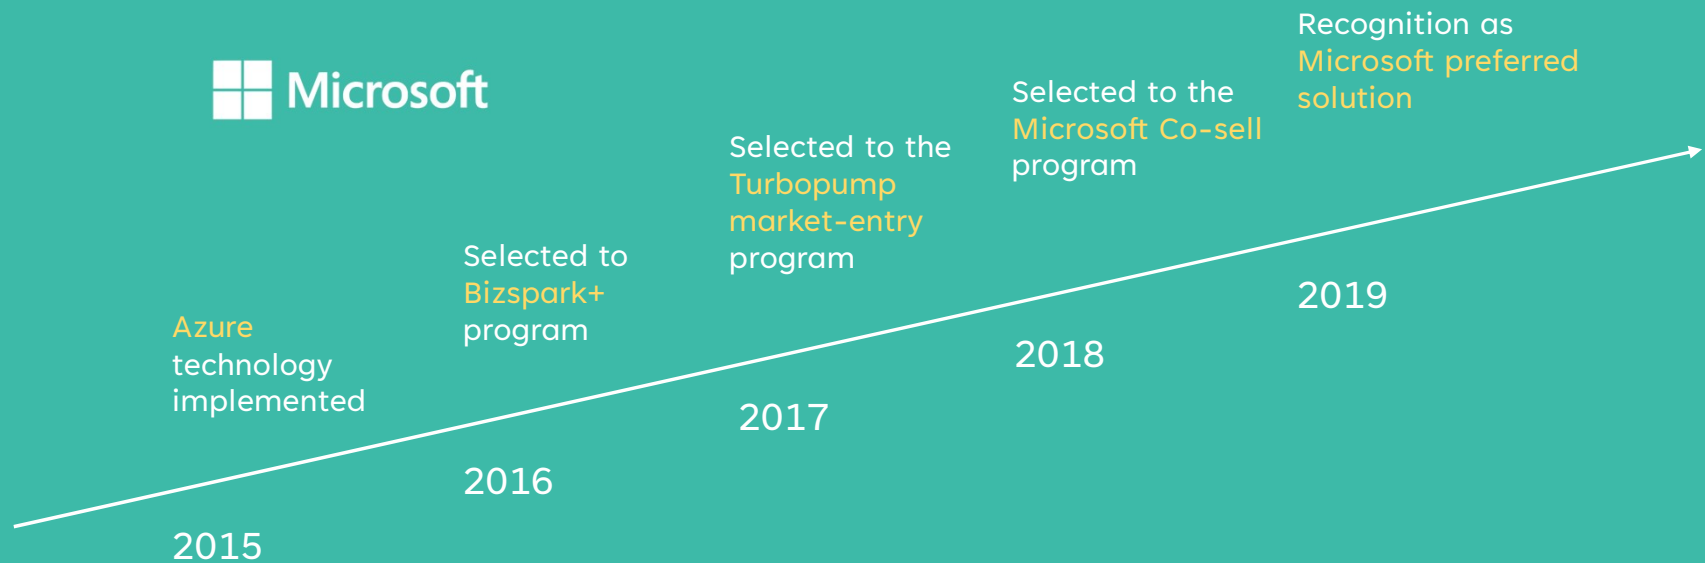 Microsoft
Azure
technology
implemented
2015
Selected to
Bizspark+
program
2016
Selected to the
Turbopump
market-entry
program
2017
Selected to the
Microsoft Co-sell
program
2018
Recognition as
Microsoft preferred
solution
2019